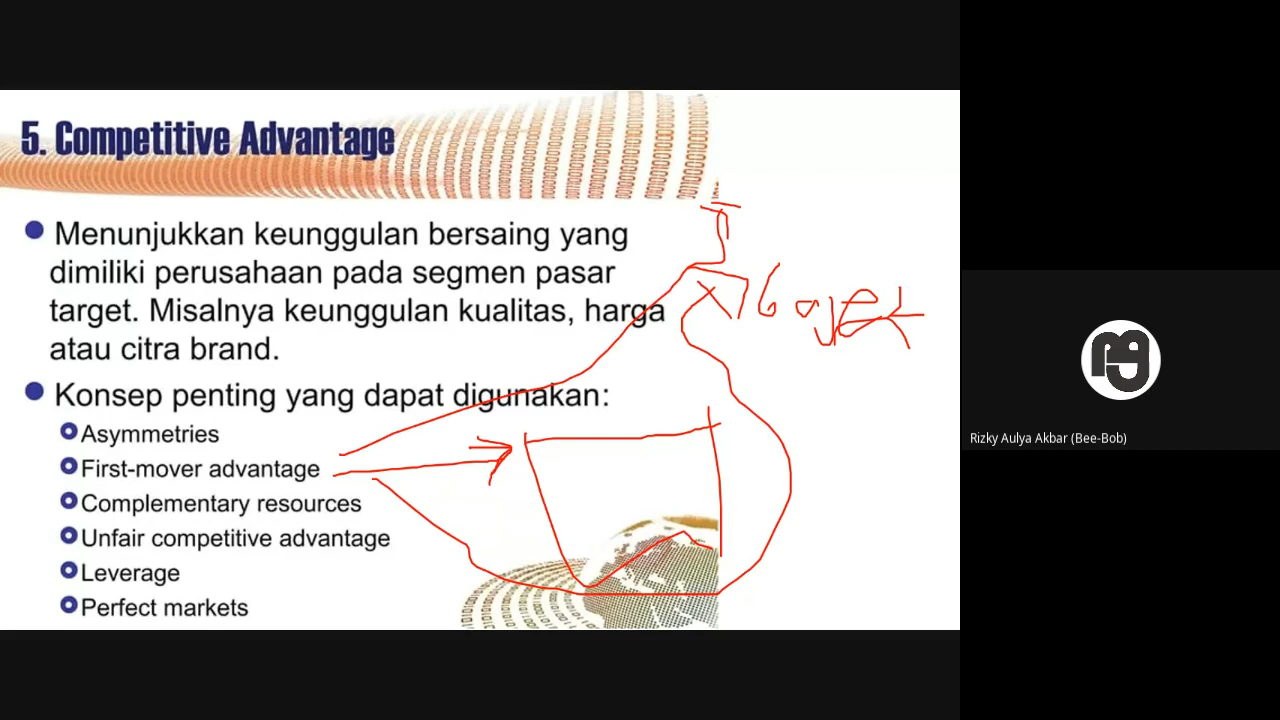 5. Competitive Advantage
Menunjukkan keunggulan bersaing yang
dimiliki perusahaan pada segmen pasar
target. Misalnya keunggulan kualitas, harga
atau citra brand.
Konsep penting yang dapat digunakan:
Asymmetries
First-mover advantage
Complementary resources
Unfair competitive advantage
Leverage
Perfect markets
Rizky Aulya Akbar (Bee-Bob)